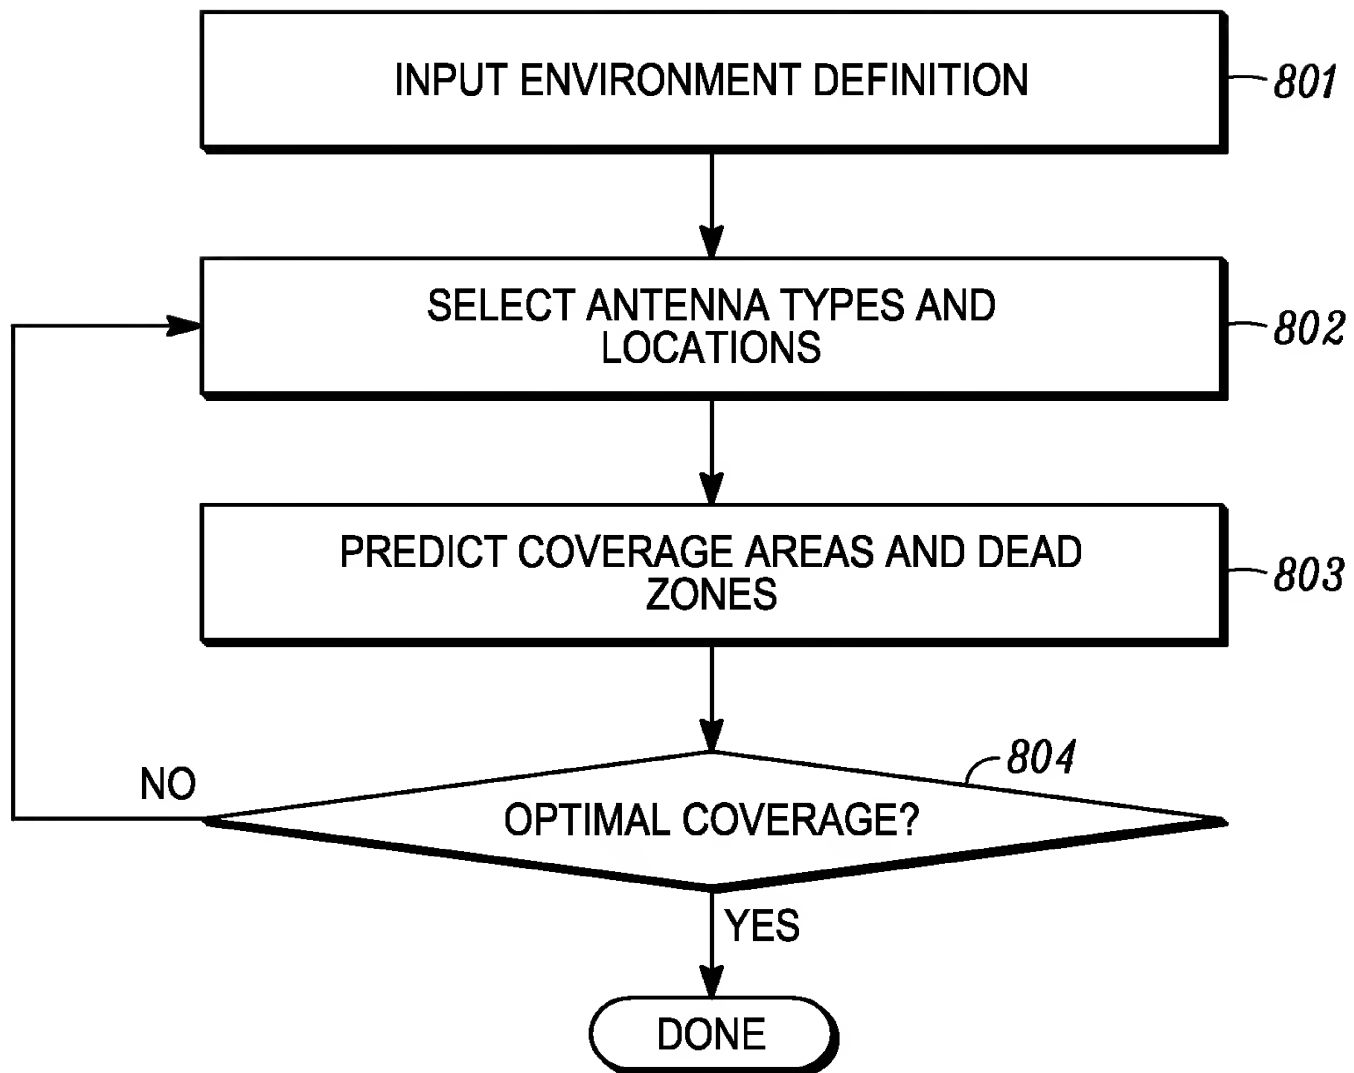 INPUT ENVIRONMENT DEFINITION
801
SELECT ANTENNA TYPES AND
LOCATIONS
802
PREDICT COVERAGE AREAS AND DEAD
ZONES
803
804
NO
OPTIMAL COVERAGE?
YES
DONE